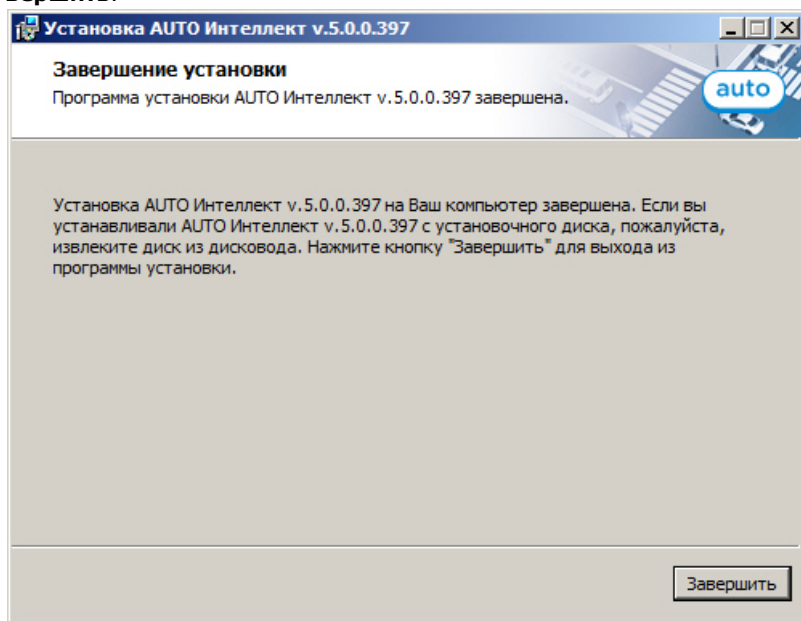 вершить.
Установка AUTO Интеллект v.5.0.0.397
Завершение установки
Программа установки AUTO Интеллект v.5.0.0.397 завершена.
auto
Установка AUTO Интеллект v.5.0.0.397 на Ваш компьютер завершена. Если вы
устанавливали AUTO Интеллект v.5.0.0.397 с установочного диска, пожалуйста,
извлеките диск из дисковода. Нажмите кнопку "Завершить" для выхода из
программы установки.
Завершить